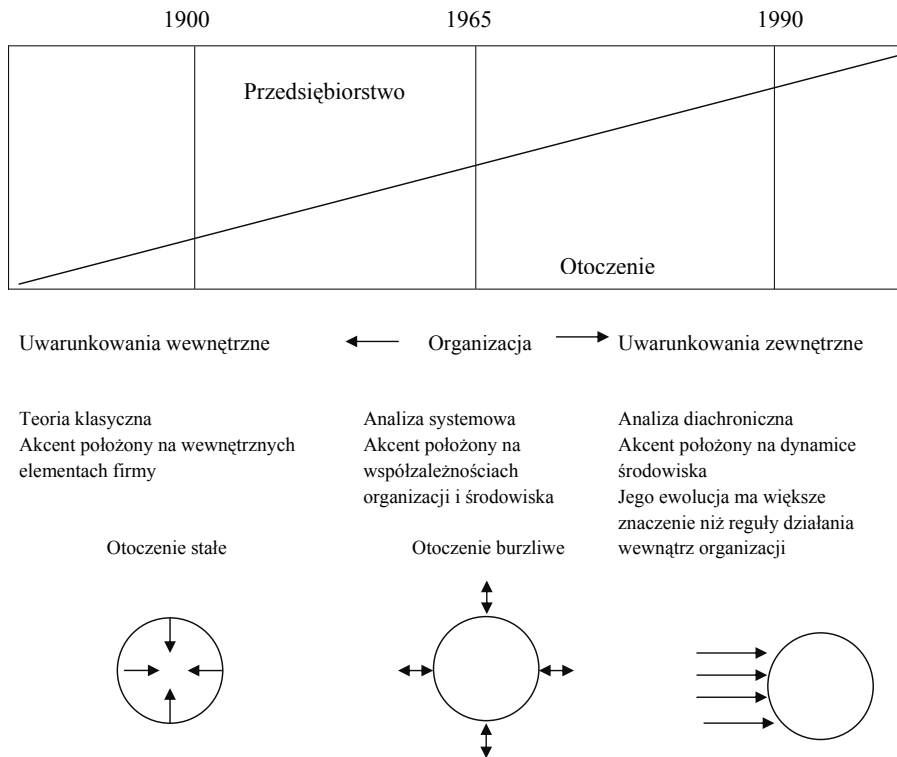 1900 1965 1990
Przedsiębiorstwo
Otoczenie
Uwarunkowania wewnętrzne Organizacja Uwarunkowania zewnętrzne
Teoria klasyczna
Akcent położony na wewnętrznych
elementach firmy
Analiza systemowa
Akcent położony na
współzależnościach
organizacji i środowiska
Analiza diachroniczna
Akcent położony na dynamice
środowiska
Jego ewolucja ma większe
znaczenie niż reguły działania
wewnątrz organizacji
Otoczenie stałe
Otoczenie burzliwe